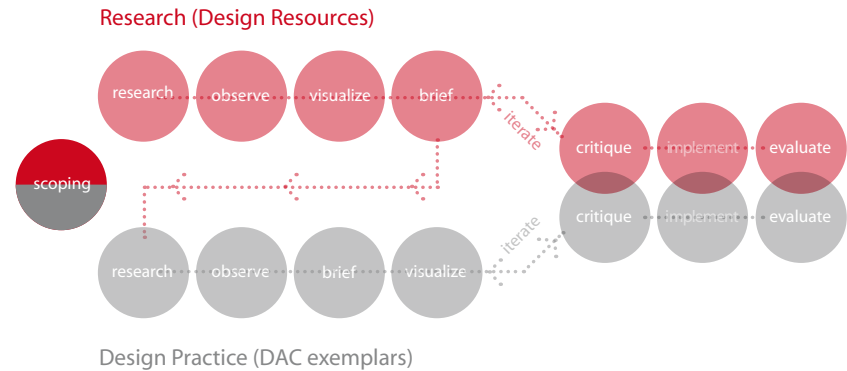 Research (Design Resources)
research observe visualize brief
iterate
critique implement evaluate
scoping
critique implement evaluate
iterate
research observe brief visualize
Design Practice (DAC exemplars)